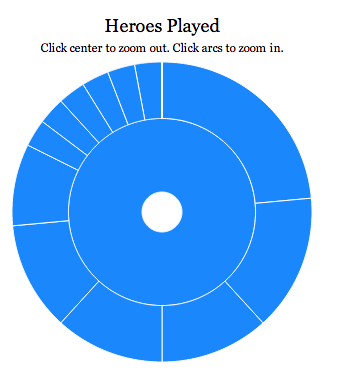 Heroes Played
Click center to zoom out. Click arcs to zoom in.